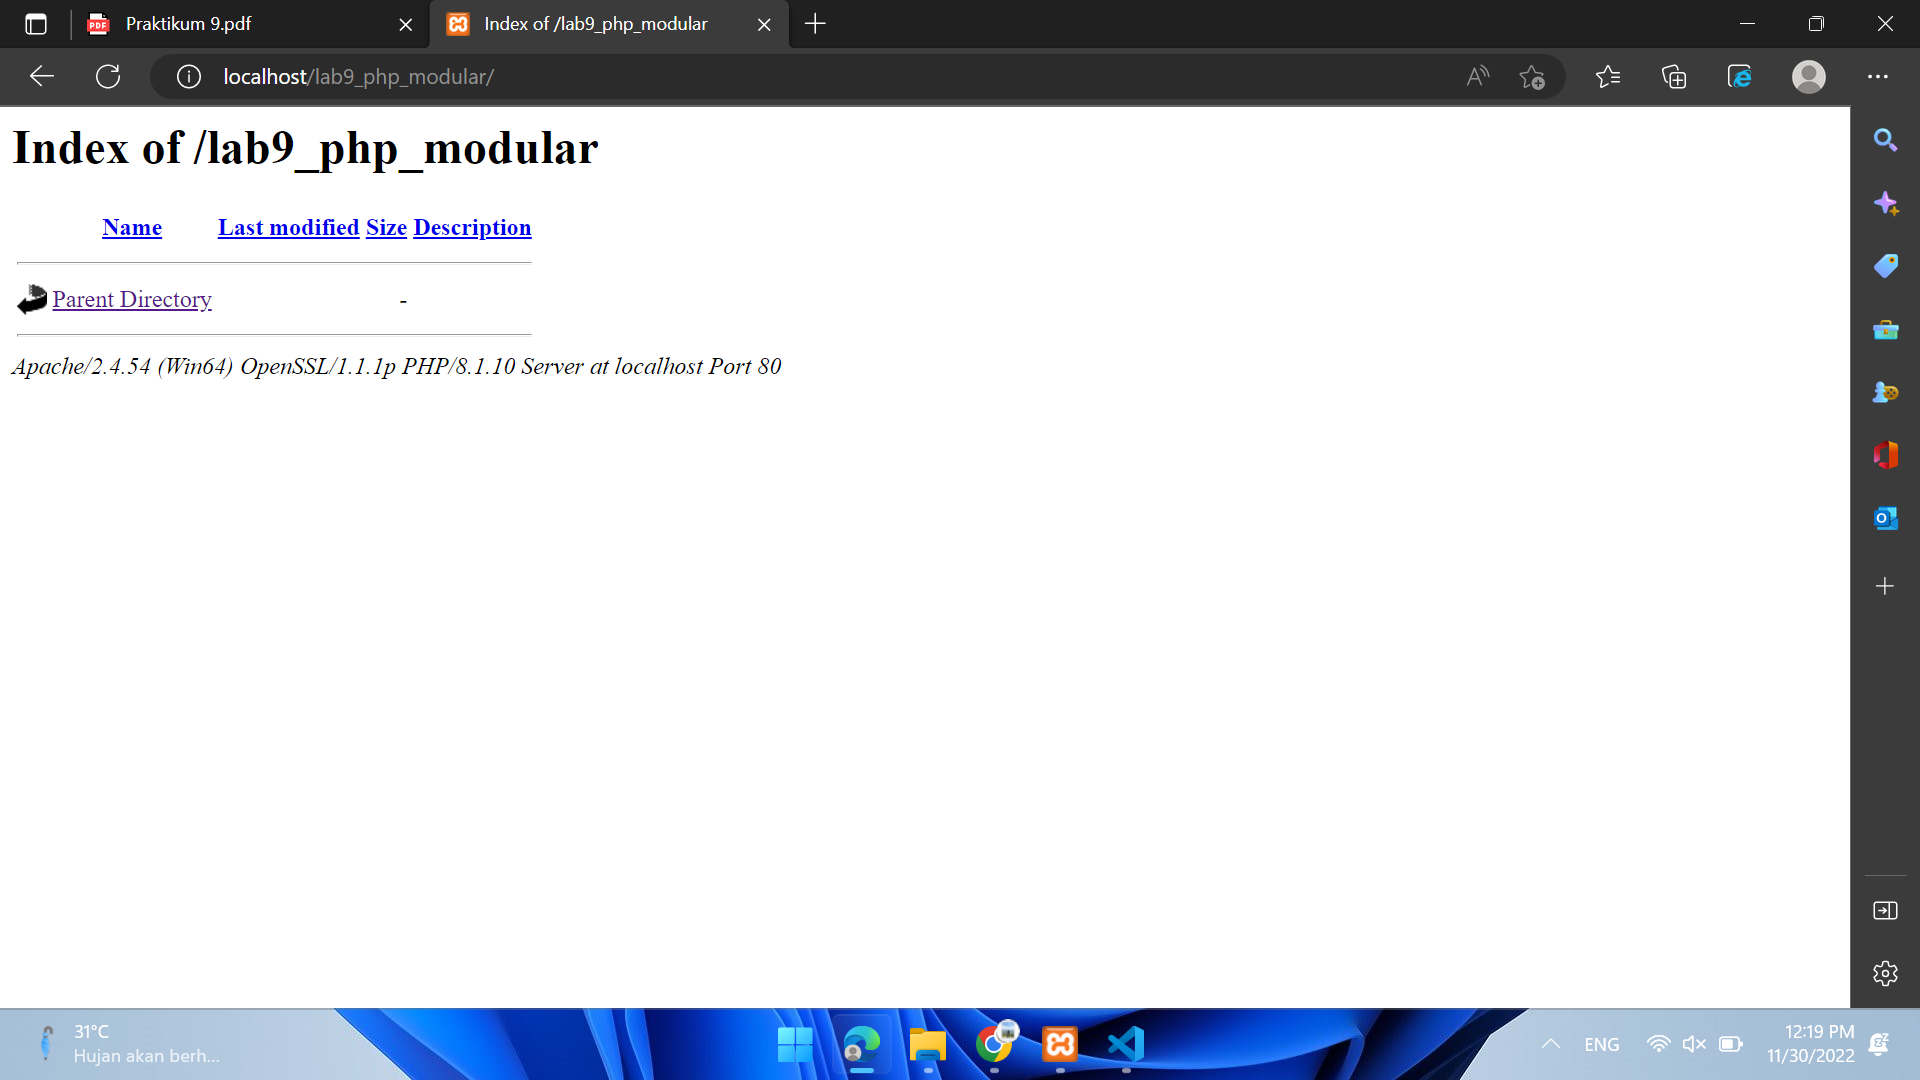 Praktikum 9.pdf
Index of /lab9_php_modular
localhost/lab9_php_modular/
Index of /lab9_php_modular
Name Last modified Size Description
Parent Directory -
Apache/2.4.54 (Win64) OpenSSL/1.1.1p PHP/8.1.10 Server at localhost Port 80
31°C
Hujan akan berh...
ENG
12:19 PM
11/30/2022